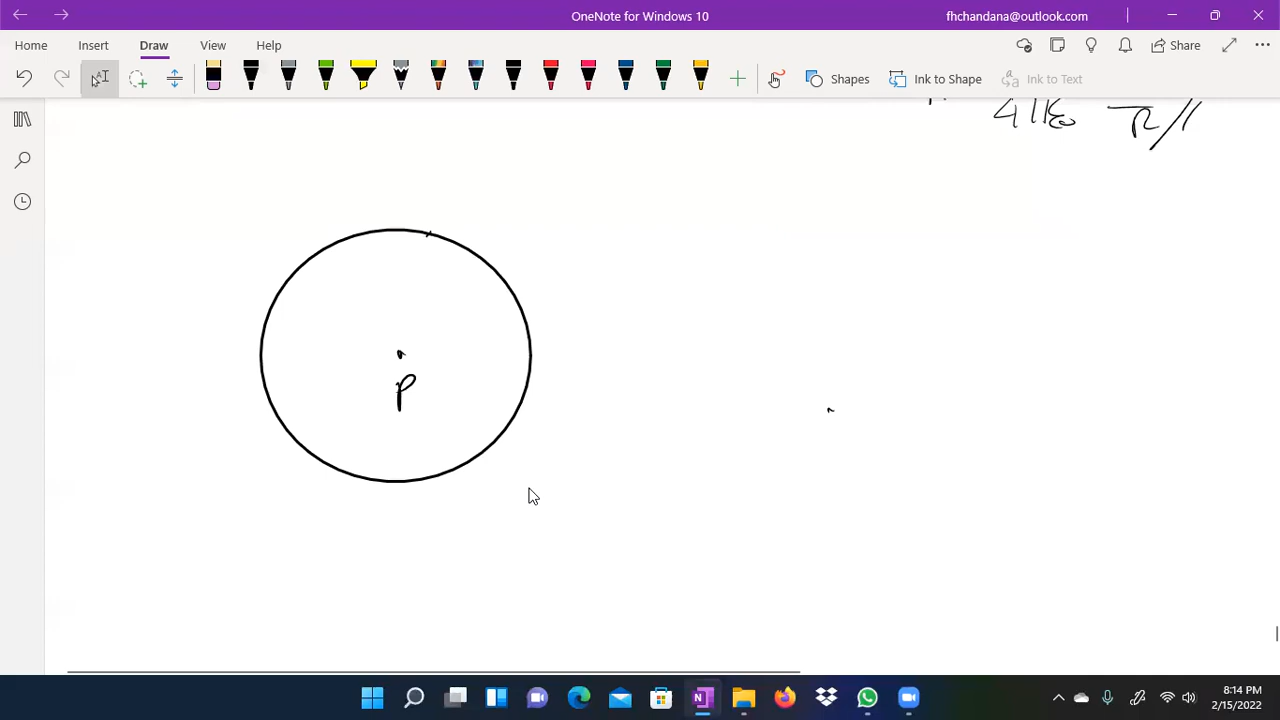 OneNote for Windows 10
fhchandana@outlook.com
Home Insert Draw View Help
Share
Shapes
Ink to Shape
Ink to Text
4πε₀
P
8:14 PM
2/15/2022